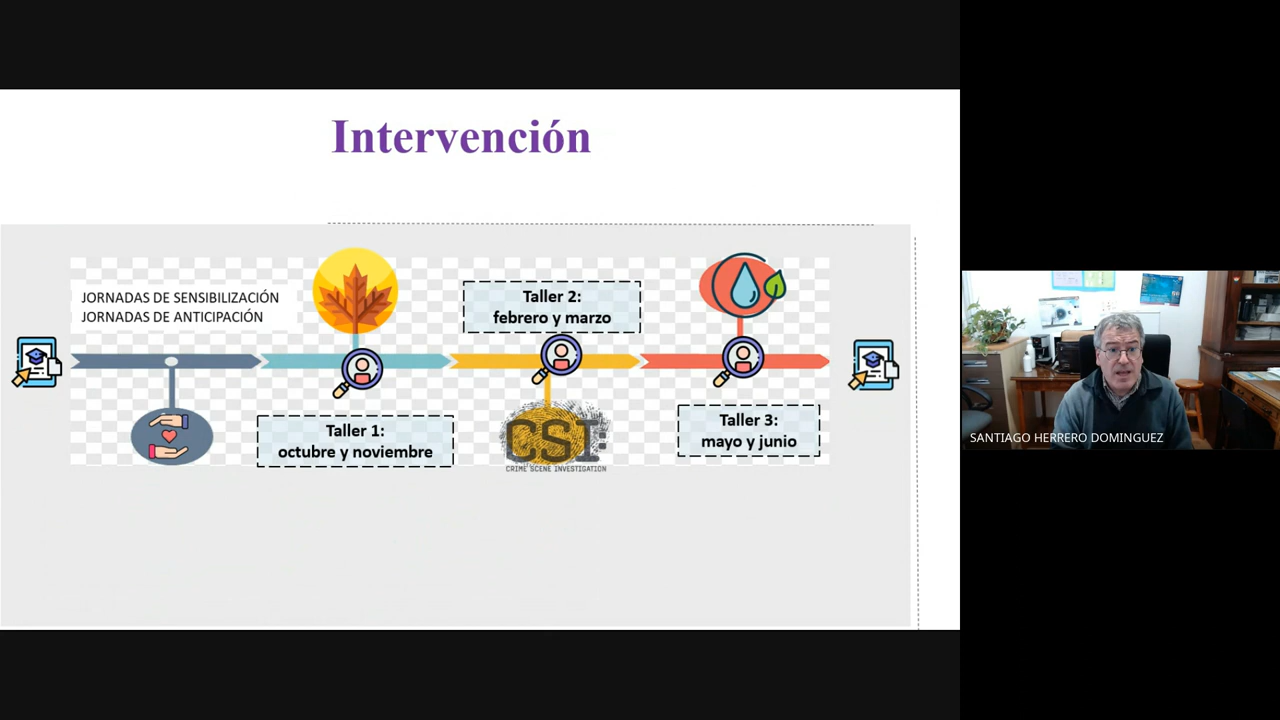 Intervención
JORNADAS DE SENSIBILIZACIÓN
JORNADAS DE ANTICIPACIÓN
Taller 1:
octubre y noviembre
Taller 2:
febrero y marzo
CSI:
CRIME SCENE INVESTIGATION
Taller 3:
mayo y junio
SANTIAGO HERRERO DOMINGUEZ